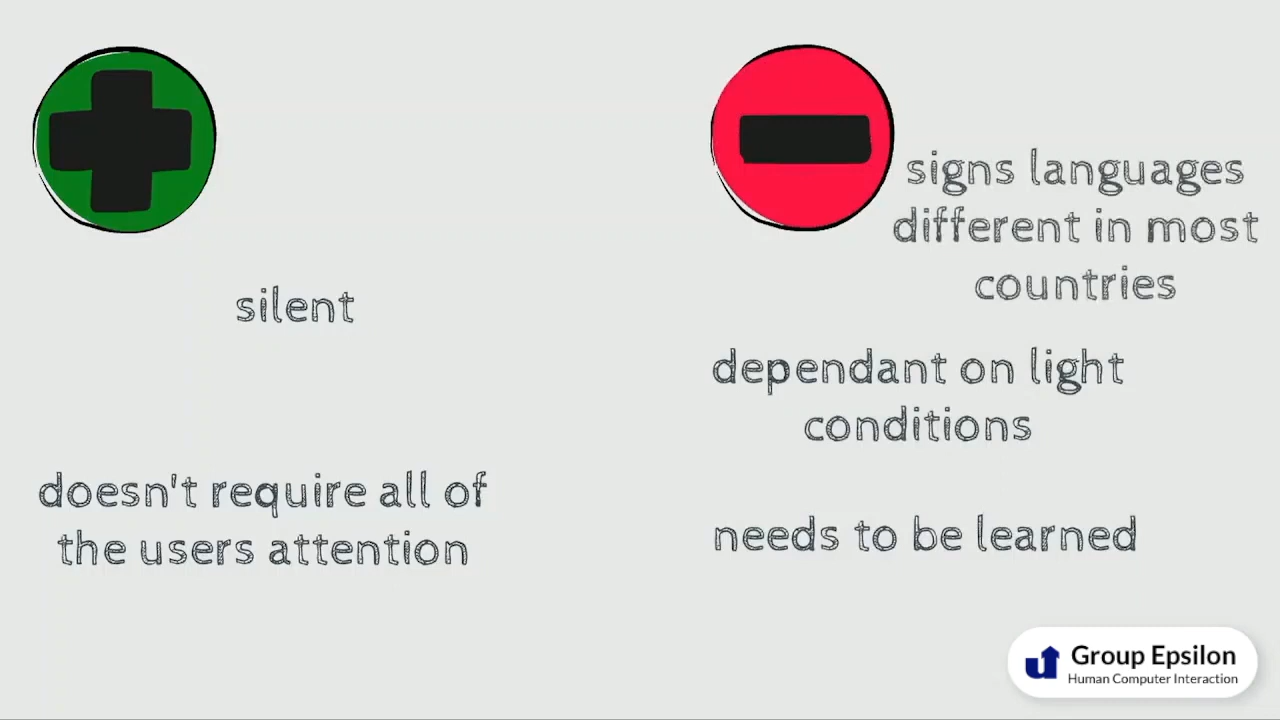 silent
doesn't require all of
the users attention
signs languages
different in most
countries
dependant on light
conditions
needs to be learned
Group Epsilon
Human Computer Interaction